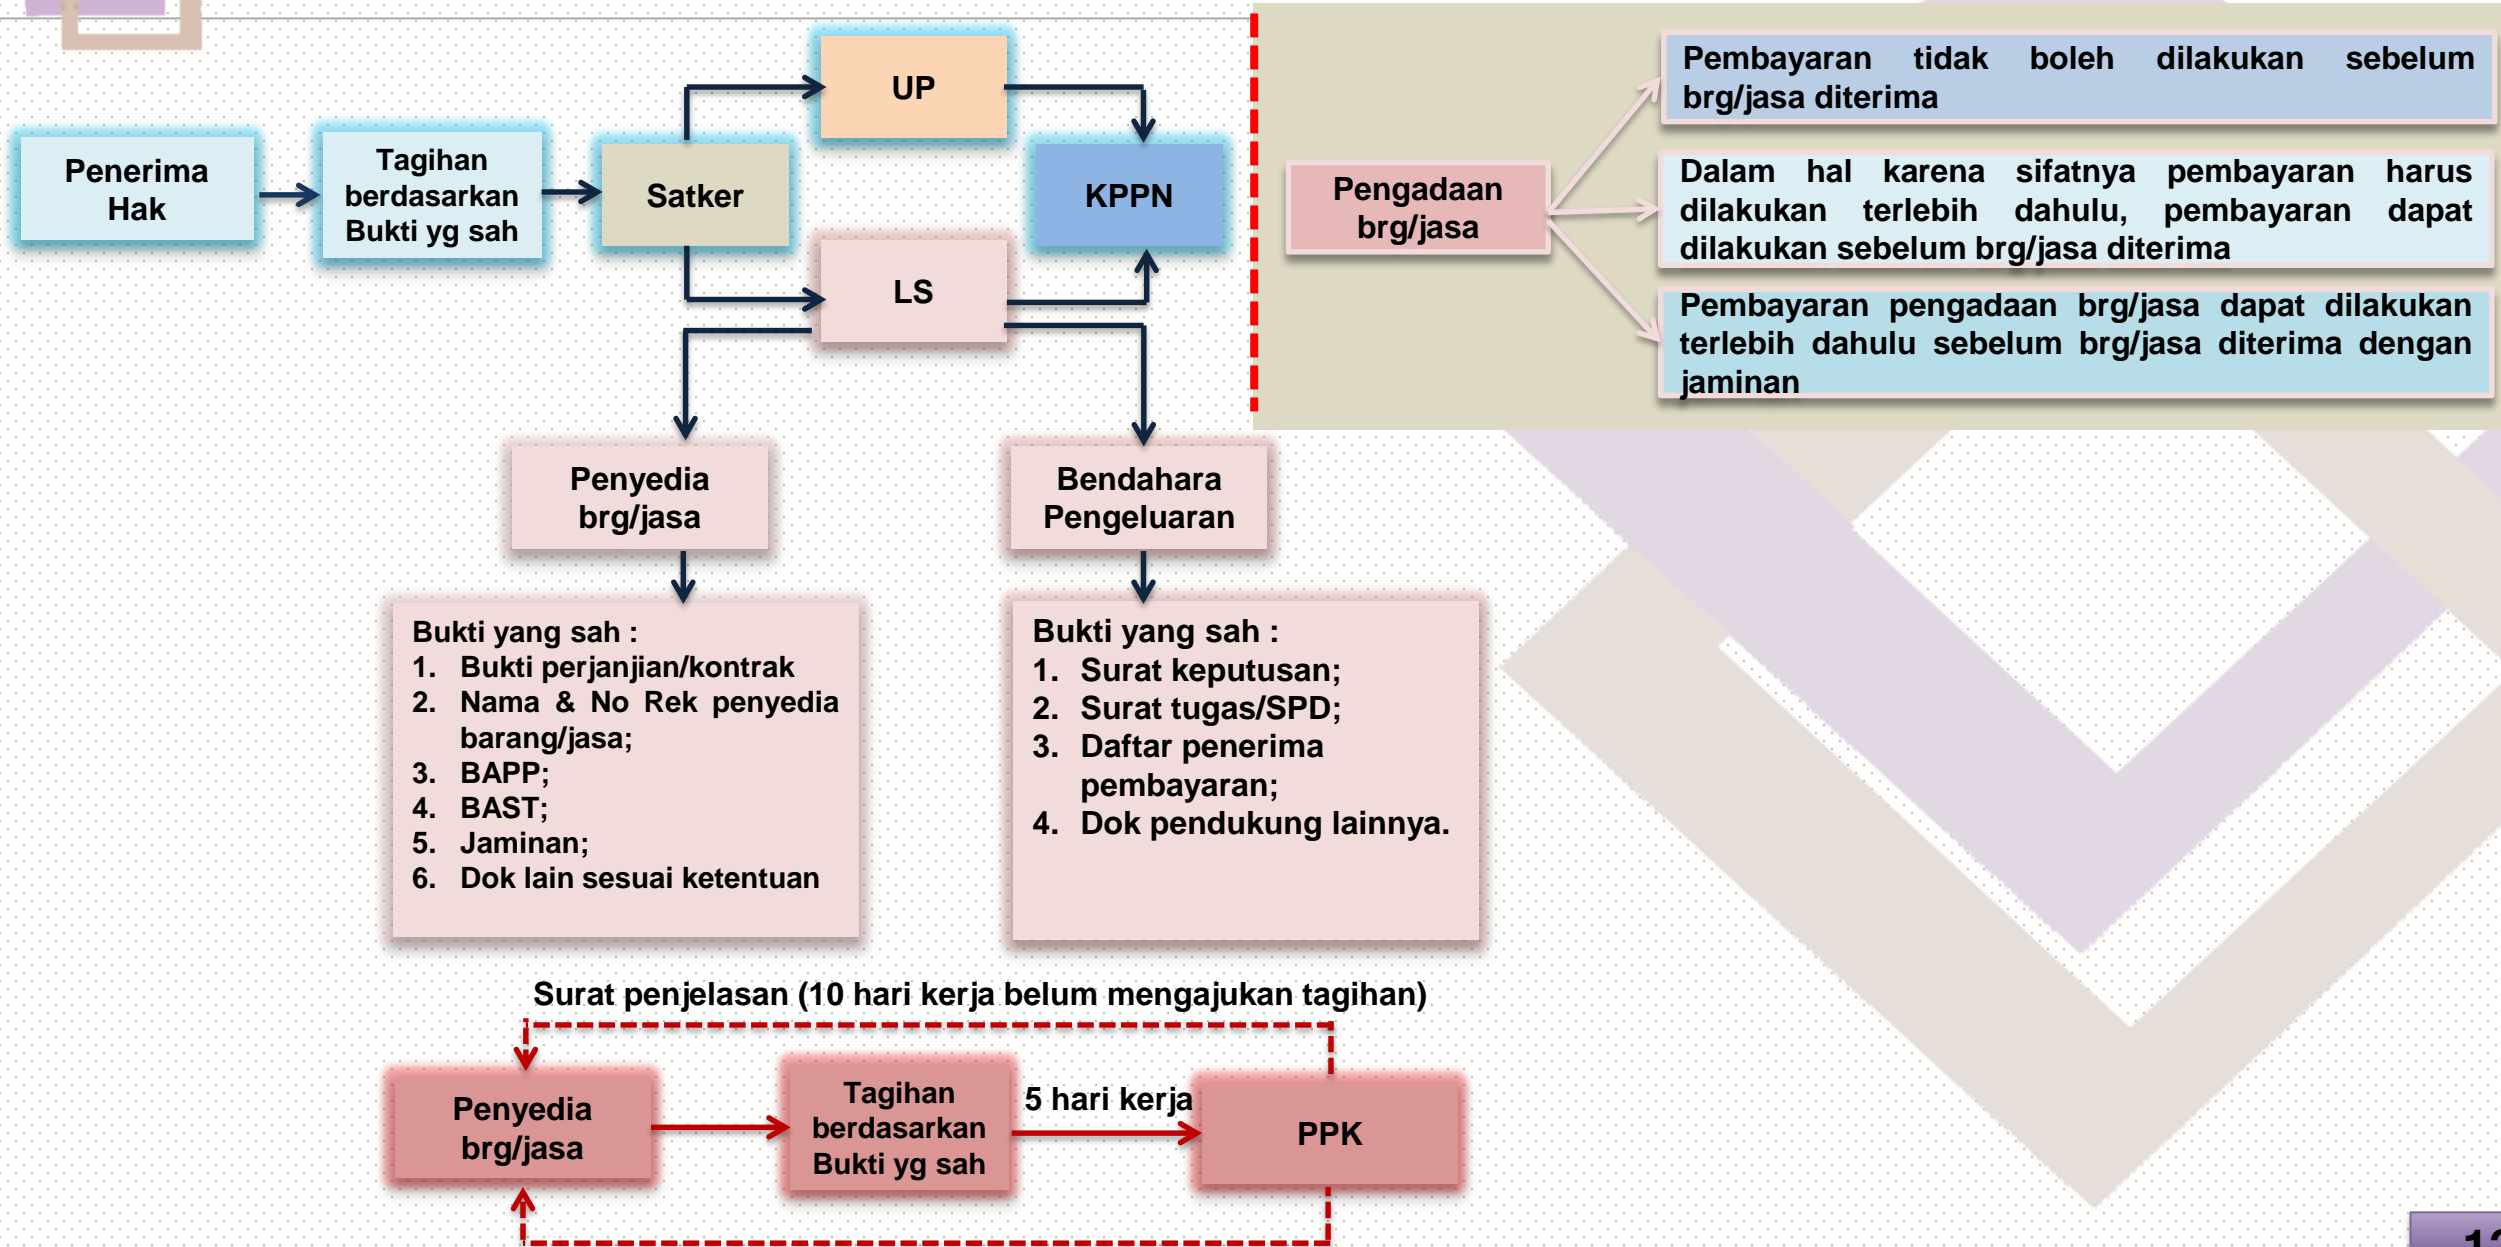 UP
Penerima
Hak
Tagihan
berdasarkan
Bukti yg sah
Satker
KPPN
LS
Pengadaan
brg/jasa
Pembayaran tidak boleh dilakukan sebelum
brg/jasa diterima
Dalam hal karena sifatnya pembayaran harus
dilakukan terlebih dahulu, pembayaran dapat
dilakukan sebelum brg/jasa diterima
Pembayaran pengadaan brg/jasa dapat dilakukan
terlebih dahulu sebelum brg/jasa diterima dengan
jaminan
Penyedia
brg/jasa
Bendahara
Pengeluaran
Bukti yang sah :
1. Bukti perjanjian/kontrak
2. Nama & No Rek penyedia
barang/jasa;
3. BAPP;
4. BAST;
5. Jaminan;
6. Dok lain sesuai ketentuan
Bukti yang sah :
1. Surat keputusan;
2. Surat tugas/SPD;
3. Daftar penerima
pembayaran;
4. Dok pendukung lainnya.
Surat penjelasan (10 hari kerja belum mengajukan tagihan)
Penyedia
brg/jasa
Tagihan
berdasarkan
Bukti yg sah
5 hari kerja
PPK